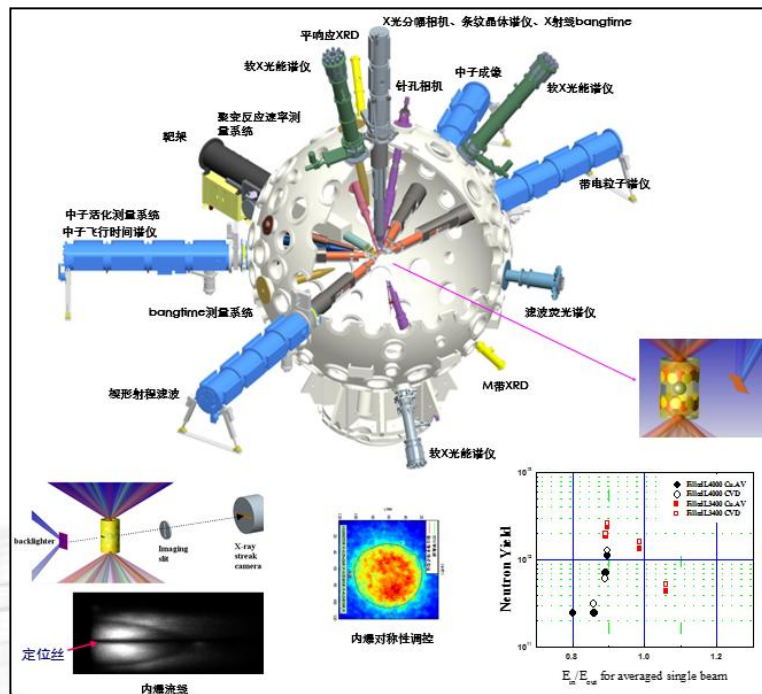 X光分幅相机、条纹晶体谱仪、X射线bangtime
平响应XRD
软X光能谱仪
针孔相机
中子成像
软X光能谱仪
聚变反应速率测
量系统
靶架
带电粒子谱仪
中子活化测量系统
中子飞行时间谱仪
bangtime测量系统
滤波荧光谱仪
楔形射程滤波
M带XRD
软X光能谱仪
backlighter
Imaging
slit
X-ray
streak
camera
定位丝
内爆流线
内爆对称性调控
Neutron Yield
0.8
1.0
1.2
E_in/E_out for averaged single beam